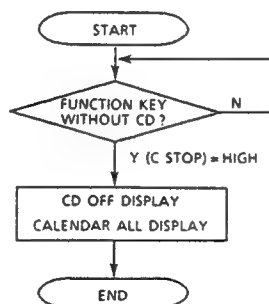 START
FUNCTION KEY
WITHOUT CD?
N
Y (C STOP) = HIGH
CD OFF DISPLAY
CALENDAR ALL DISPLAY
END